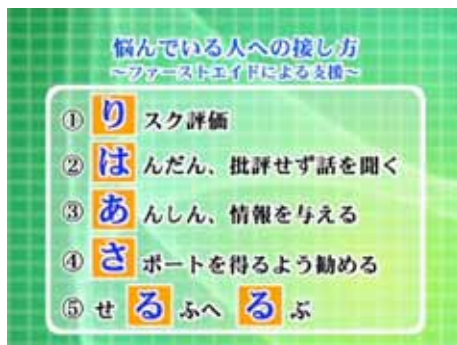 悩んでいる人への接し方
~ファーストエイドによる支援~
① りスク評価
② はんだん、批評せず話を聞く
③ あんしん、情報を与える
④ さポートを得るよう勧める
⑤ せるふへるぷ